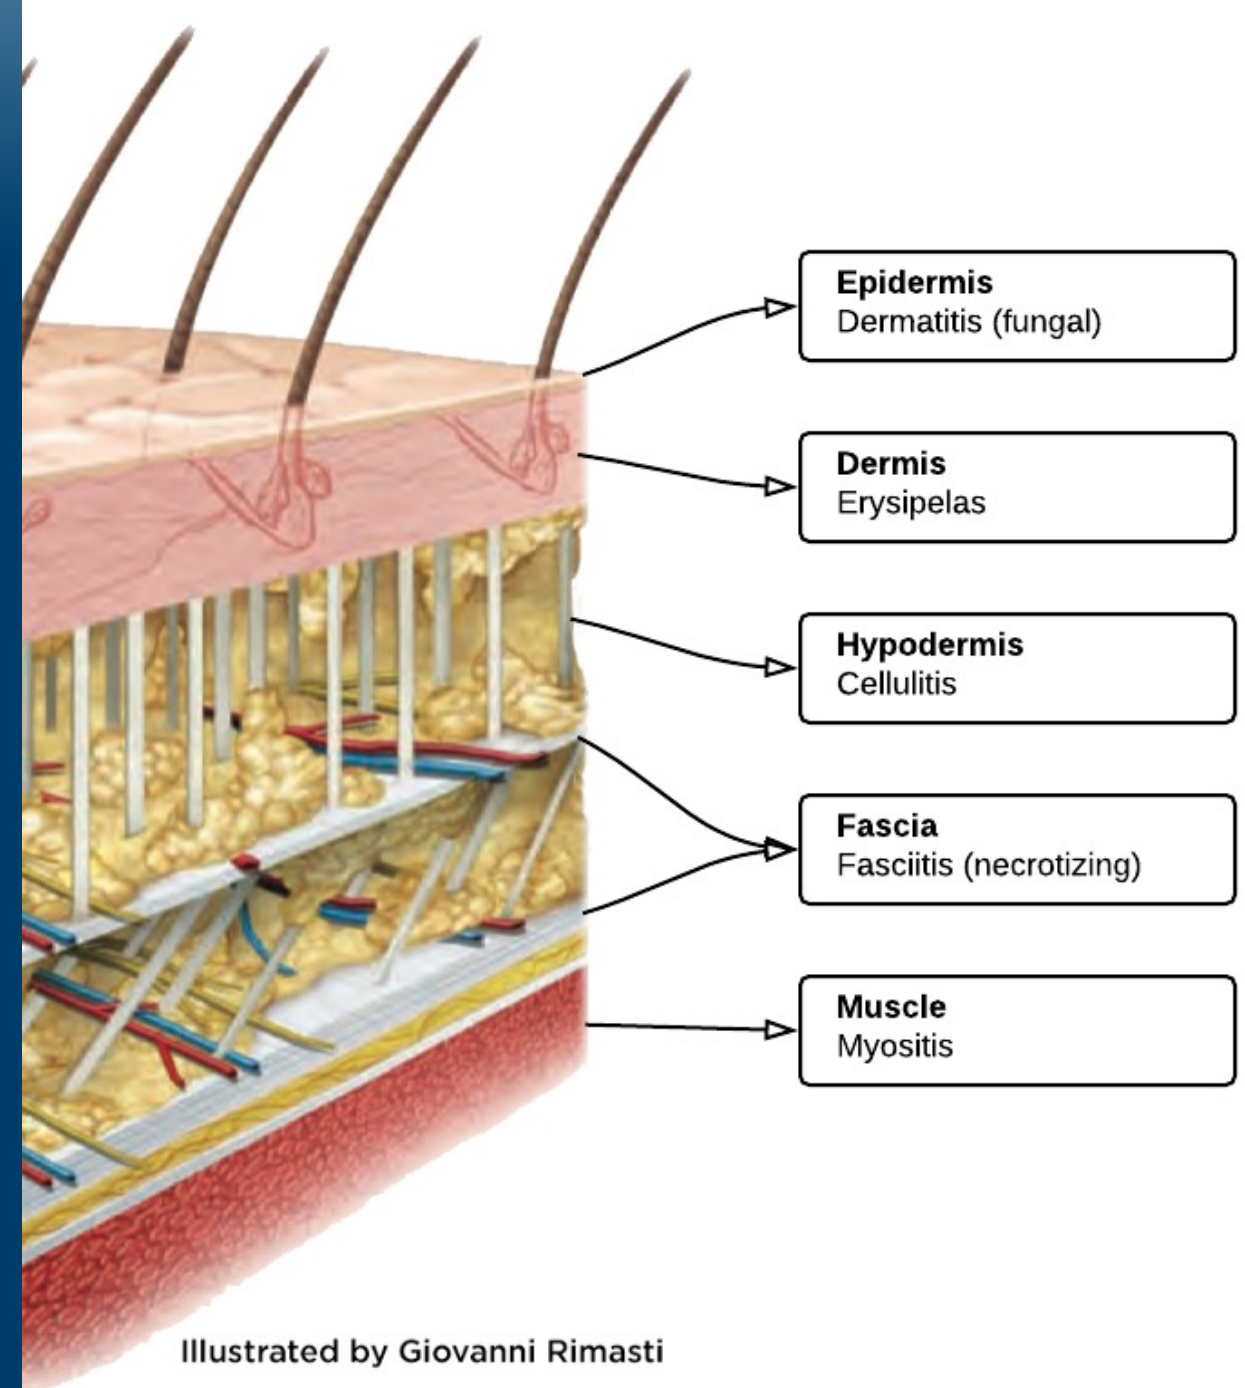 Epidermis
Dermatitis (fungal)
Dermis
Erysipelas
Hypodermis
Cellulitis
Fascia
Fasciitis (necrotizing)
Muscle
Myositis
Illustrated by Giovanni Rimasti